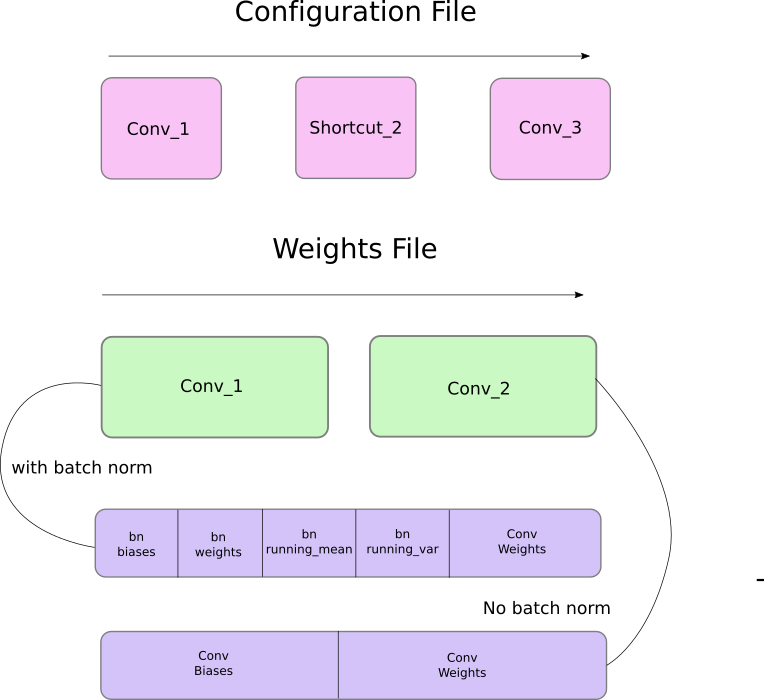 Configuration File
Conv_1
Shortcut_2
Conv_3
Weights File
Conv_1
Conv_2
with batch norm
bn
biases
bn
weights
bn
running_mean
bn
running_var
Conv
Weights
No batch norm
Conv
Biases
Conv
Weights